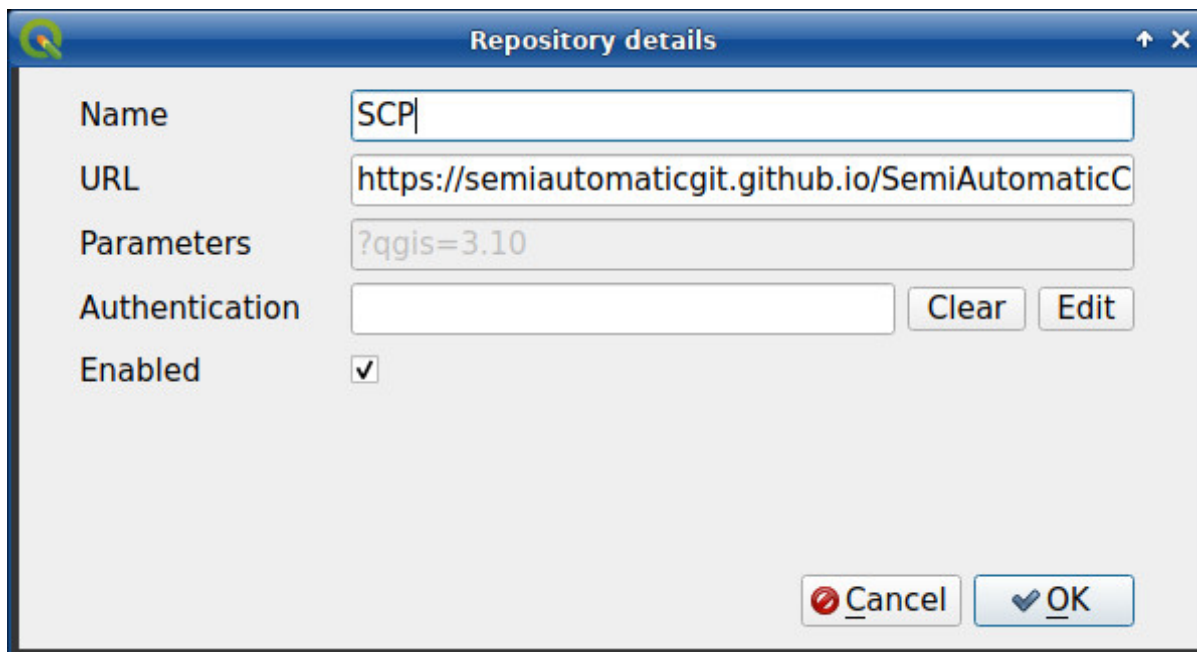 Repository details
Name SCP
URL https://semiautomaticgit.github.io/SemiAutomaticC
Parameters ?qgis=3.10
Authentication Clear Edit
Enabled
Cancel OK